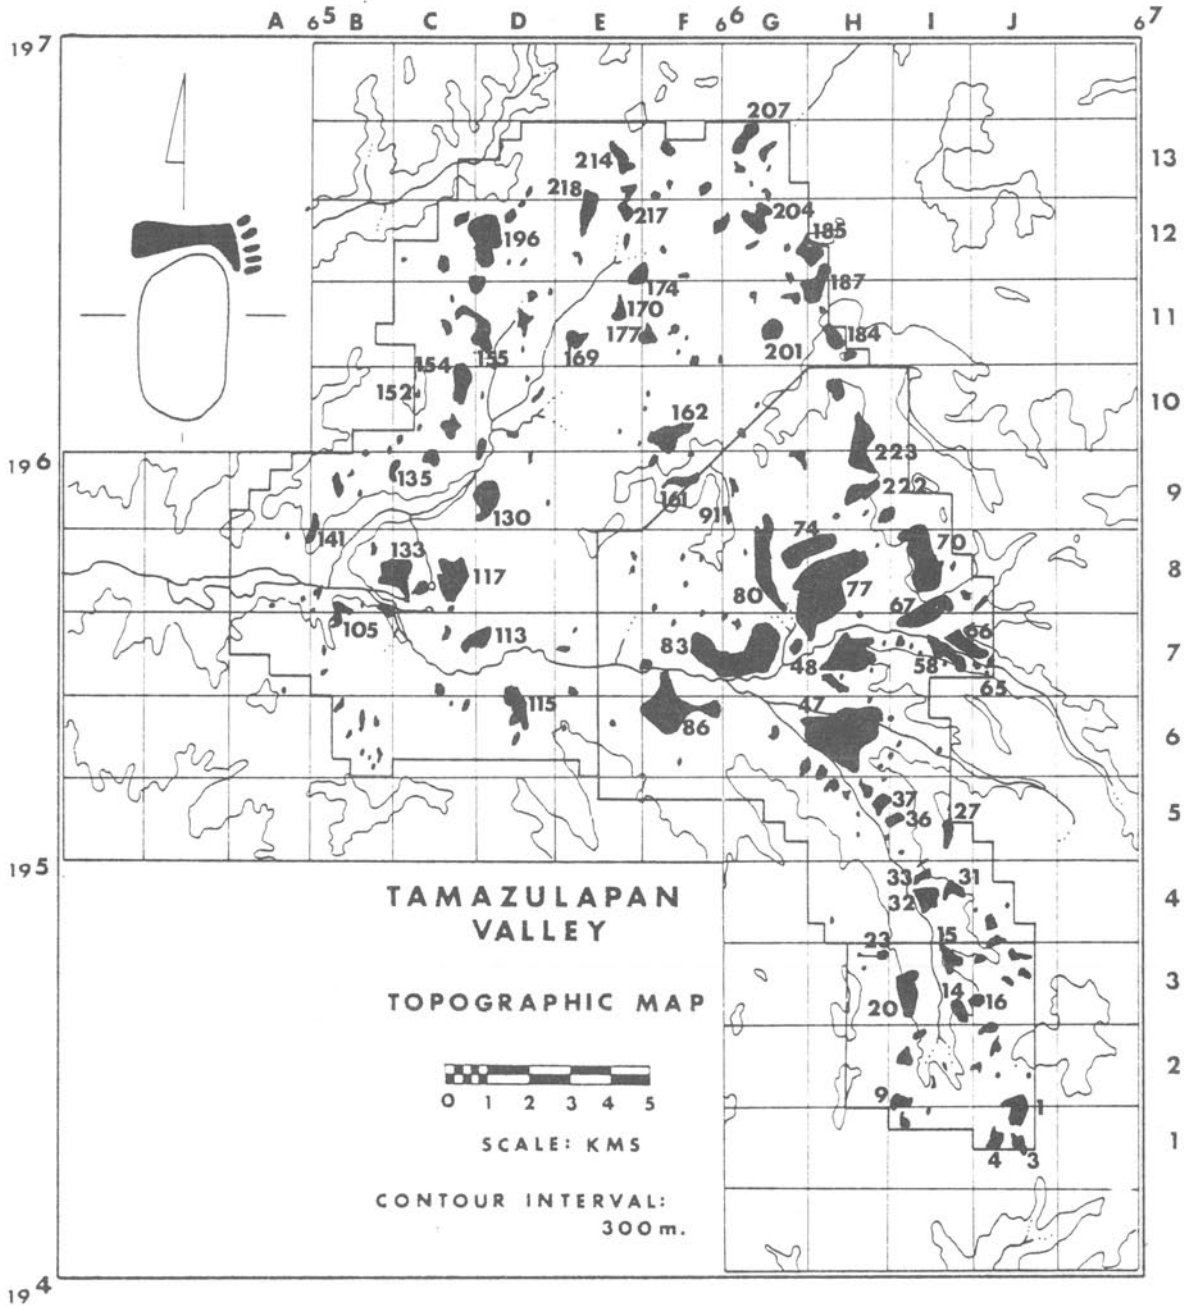 A 6⁵ B C D E F 6⁶ G H I J 6⁷
19⁷
207
214 13
218
217 204
196 185 12
174 187
170
177 184 11
155 169 201
154
152 162 10
19⁶ 223
135 222
161 9
130 91
141 74 70
133 8
117 77
80 67
105 113 83 66
48 58 7
65
115 47
86 6
37 27
36 5
19⁵
33 31
TAMAZULAPAN 32 4
VALLEY 23 15
14 3
TOPOGRAPHIC MAP 20 16
2
9
0 1 2 3 4 5 1
SCALE: KMS 4 3 1
CONTOUR INTERVAL:
300m.
19⁴